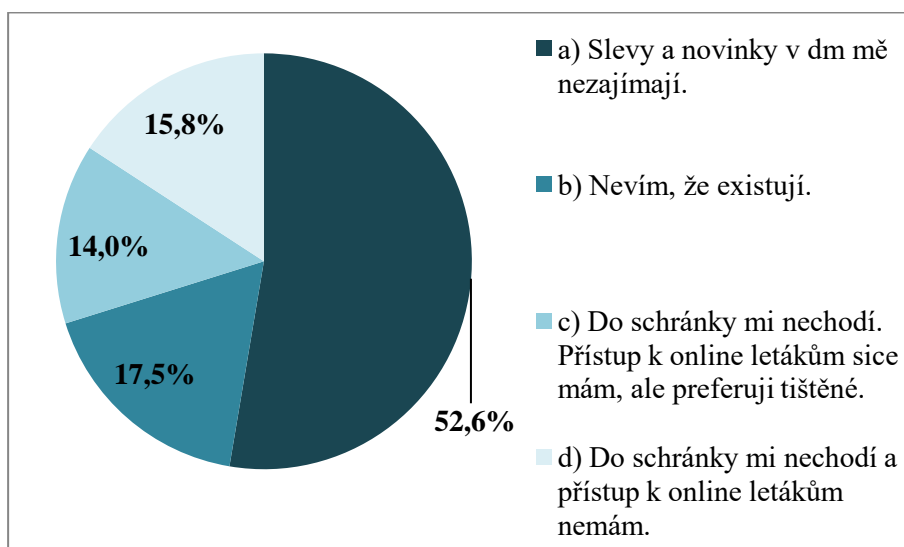 15,8%
14,0%
17,5%
52,6%
a) Slevy a novinky v dm mě
nezajímají.
b) Nevím, že existují.
c) Do schránky mi nechodí.
Přístup k online letákům sice
mám, ale preferuji tištěné.
d) Do schránky mi nechodí a
přístup k online letákům
nemám.